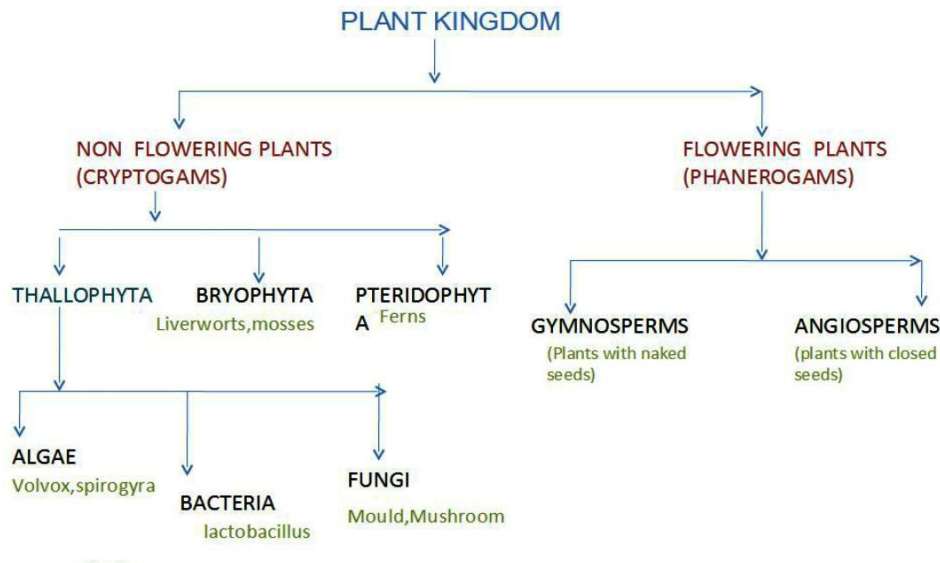 PLANT KINGDOM
NON FLOWERING PLANTS
(CRYPTOGAMS)
FLOWERING PLANTS
(PHANEROGAMS)
THALLOPHYTA
BRYOPHYTA
Liverworts,mosses
PTERIDOPHYT
A
Ferns
GYMNOSPERMS
(Plants with naked
seeds)
ANGIOSPERMS
(plants with closed
seeds)
ALGAE
Volvox,spirogyra
BACTERIA
lactobacillus
FUNGI
Mould,Mushroom